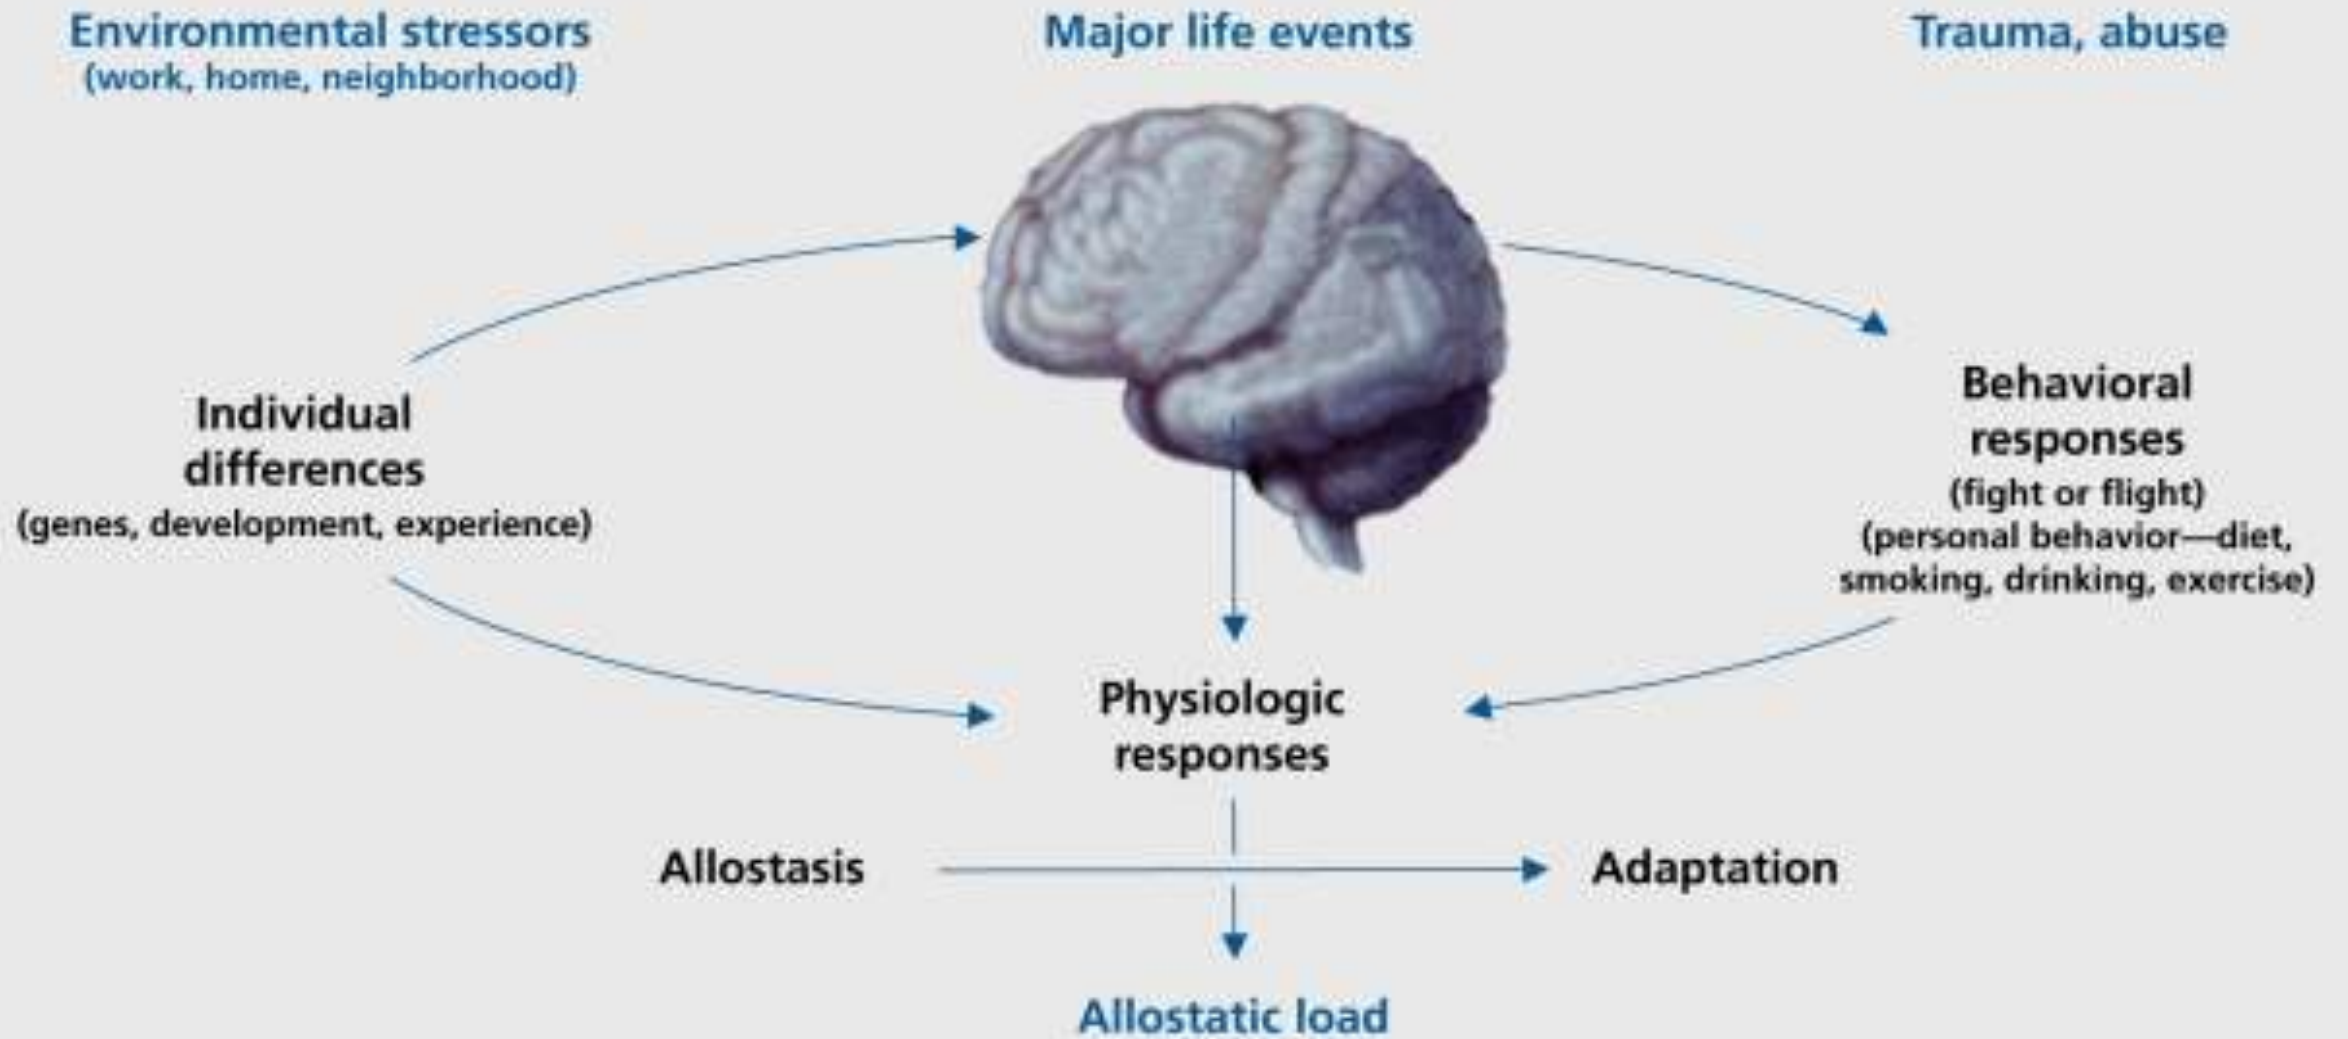 Environmental stressors
(work, home, neighborhood)
Major life events
Trauma, abuse
Individual
differences
(genes, development, experience)
Behavioral
responses
(fight or flight)
(personal behavior—diet,
smoking, drinking, exercise)
Physiologic
responses
Allostasis
Adaptation
Allostatic load